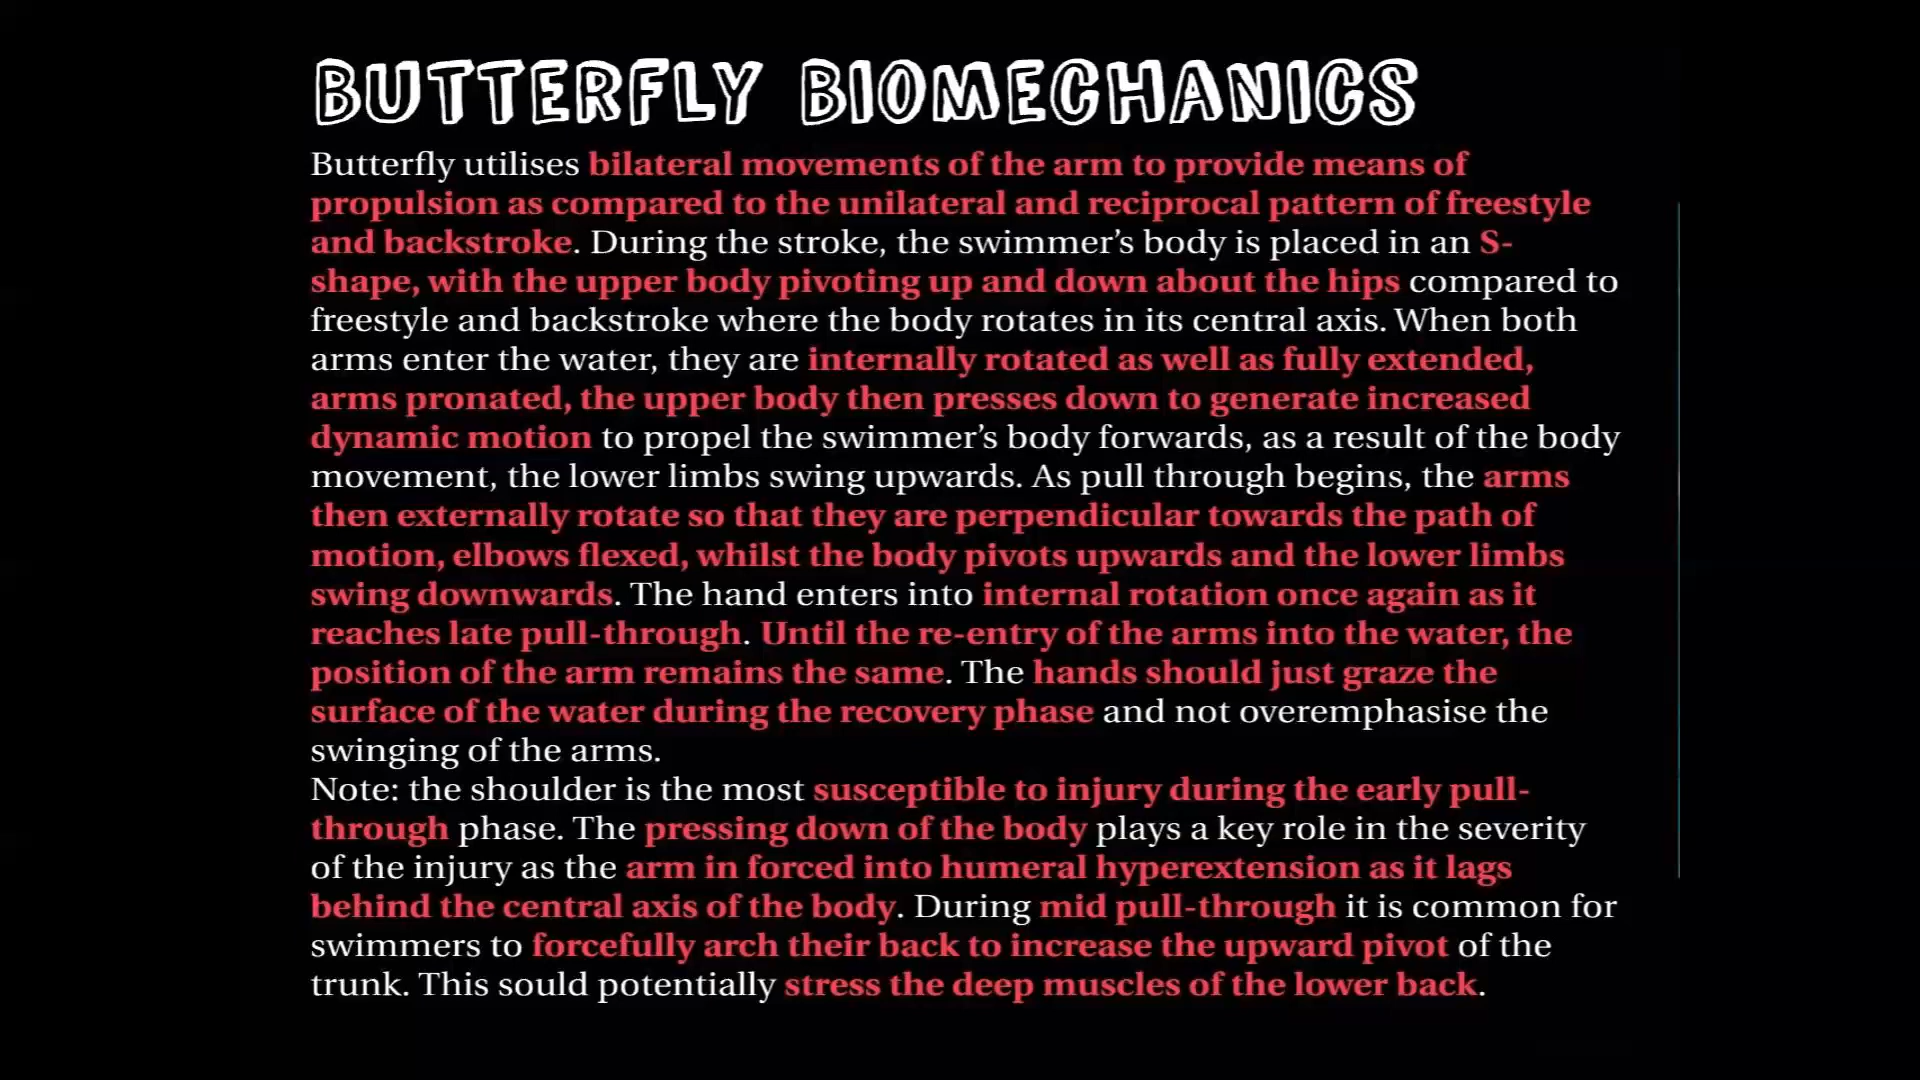 BUTTERFLY BIOMECHANICS
Butterfly utilises bilateral movements of the arm to provide means of
propulsion as compared to the unilateral and reciprocal pattern of freestyle
and backstroke. During the stroke, the swimmer's body is placed in an S-
shape, with the upper body pivoting up and down about the hips compared to
freestyle and backstroke where the body rotates in its central axis. When both
arms enter the water, they are internally rotated as well as fully extended,
arms pronated, the upper body then presses down to generate increased
dynamic motion to propel the swimmer's body forwards, as a result of the body
movement, the lower limbs swing upwards. As pull through begins, the arms
then externally rotate so that they are perpendicular towards the path of
motion, elbows flexed, whilst the body pivots upwards and the lower limbs
swing downwards. The hand enters into internal rotation once again as it
reaches late pull-through. Until the re-entry of the arms into the water, the
position of the arm remains the same. The hands should just graze the
surface of the water during the recovery phase and not overemphasise the
swinging of the arms.
Note: the shoulder is the most susceptible to injury during the early pull-
through phase. The pressing down of the body plays a key role in the severity
of the injury as the arm in forced into humeral hyperextension as it lags
behind the central axis of the body. During mid pull-through it is common for
swimmers to forcefully arch their back to increase the upward pivot of the
trunk. This sould potentially stress the deep muscles of the lower back.